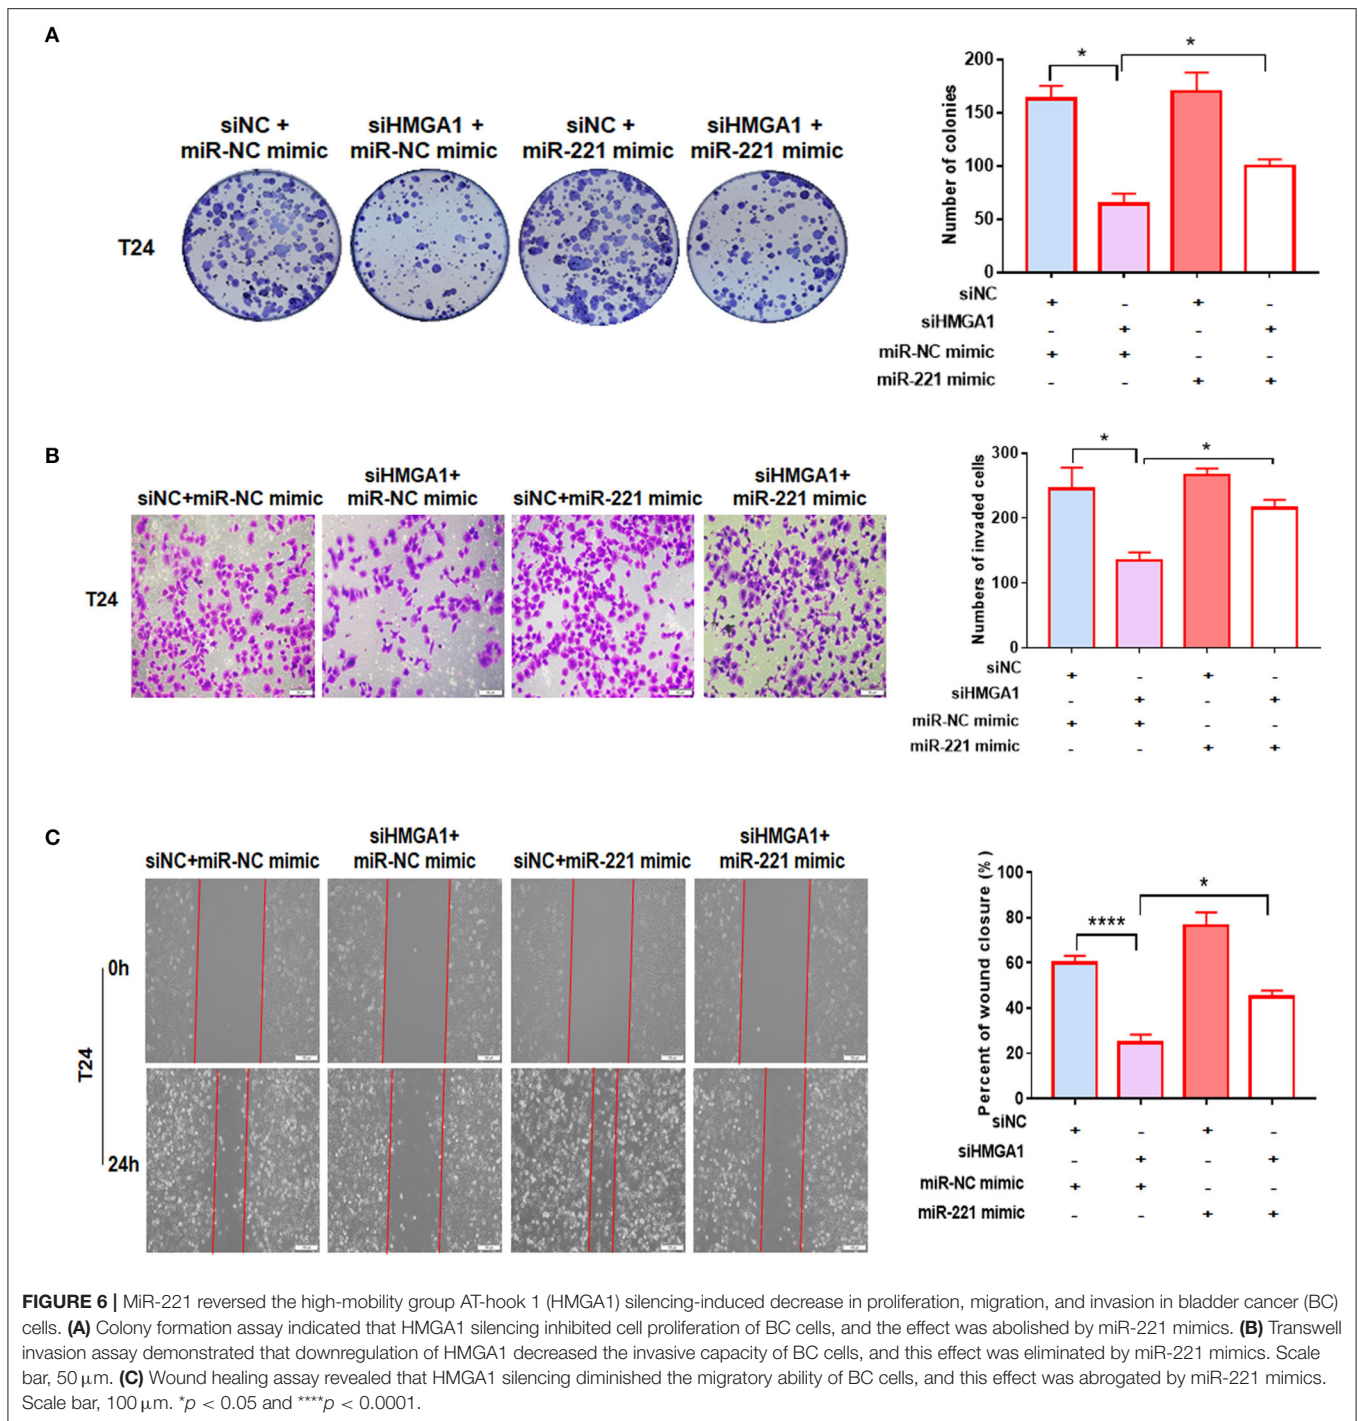 A
siNC +
miR-NC mimic
siHMGA1 +
miR-NC mimic
siNC +
miR-221 mimic
siHMGA1 +
miR-221 mimic
T24
Number of colonies
200
150
100
50
0
*
*
siNC + - + -
siHMGA1 - + - +
miR-NC mimic + + - -
miR-221 mimic - - + +
B
siNC+miR-NC mimic
siHMGA1+
miR-NC mimic
siNC+miR-221 mimic
siHMGA1+
miR-221 mimic
T24
Numbers of invaded cells
300
200
100
0
*
*
siNC + - + -
siHMGA1 - + - +
miR-NC mimic + + - -
miR-221 mimic - - + +
C
siNC+miR-NC mimic
siHMGA1+
miR-NC mimic
siNC+miR-221 mimic
siHMGA1+
miR-221 mimic
T24
0h
24h
Percent of wound closure (% )
100
80
60
40
20
0
****
*
siNC + - + -
siHMGA1 - + - +
miR-NC mimic + + - -
miR-221 mimic - - + +
FIGURE 6 | MiR-221 reversed the high-mobility group AT-hook 1 (HMGA1) silencing-induced decrease in proliferation, migration, and invasion in bladder cancer (BC)
cells. (A) Colony formation assay indicated that HMGA1 silencing inhibited cell proliferation of BC cells, and the effect was abolished by miR-221 mimics. (B) Transwell
invasion assay demonstrated that downregulation of HMGA1 decreased the invasive capacity of BC cells, and this effect was eliminated by miR-221 mimics. Scale
bar, 50 μm. (C) Wound healing assay revealed that HMGA1 silencing diminished the migratory ability of BC cells, and this effect was abrogated by miR-221 mimics.
Scale bar, 100 μm. *p < 0.05 and ****p < 0.0001.